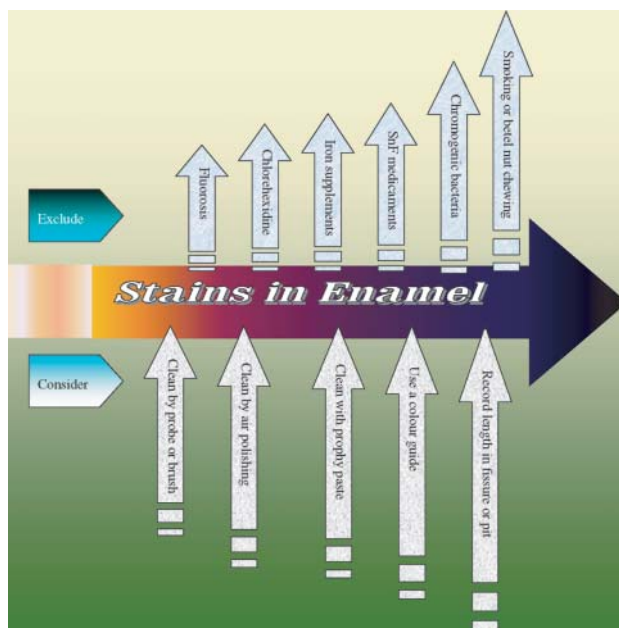 Fluorosis
Chlorehexidine
Iron supplements
SnF medicaments
Chromogenic bacteria
Smoking or betel nut chewing
Exclude
Stains in Enamel
Consider
Clean by probe or brush
Clean by air polishing
Clean with prophy paste
Use a colour guide
Record length in fissure or pit